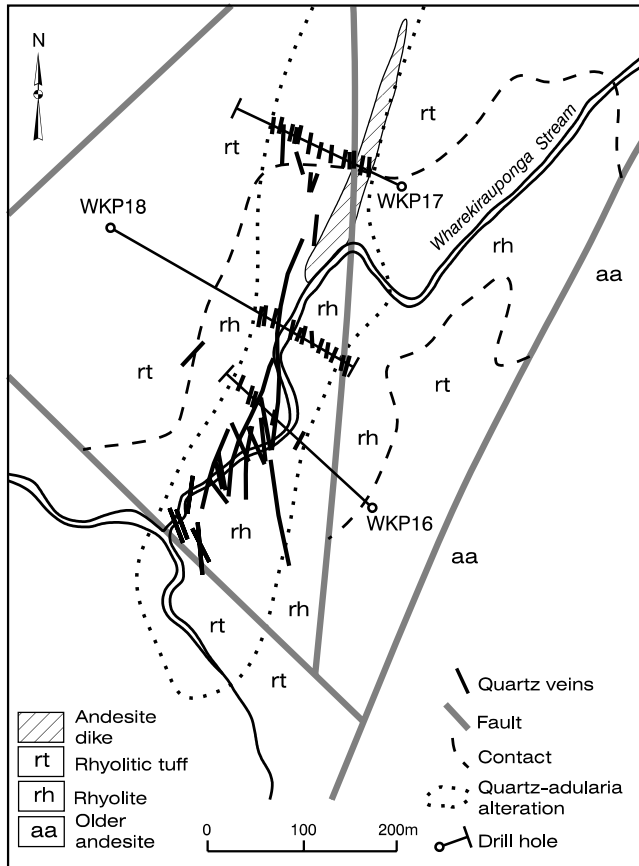 N
rt
rt
WKP17
WKP18
Wharekirauponga Stream
rh
aa
rh
rh
rt
rt
rh
WKP16
rh
aa
rh
rt
rt
Quartz veins
Fault
Contact
Quartz-adularia
alteration
Drill hole
Andesite
dike
rt Rhyolitic tuff
rh Rhyolite
aa Older
andesite
0 100 200m